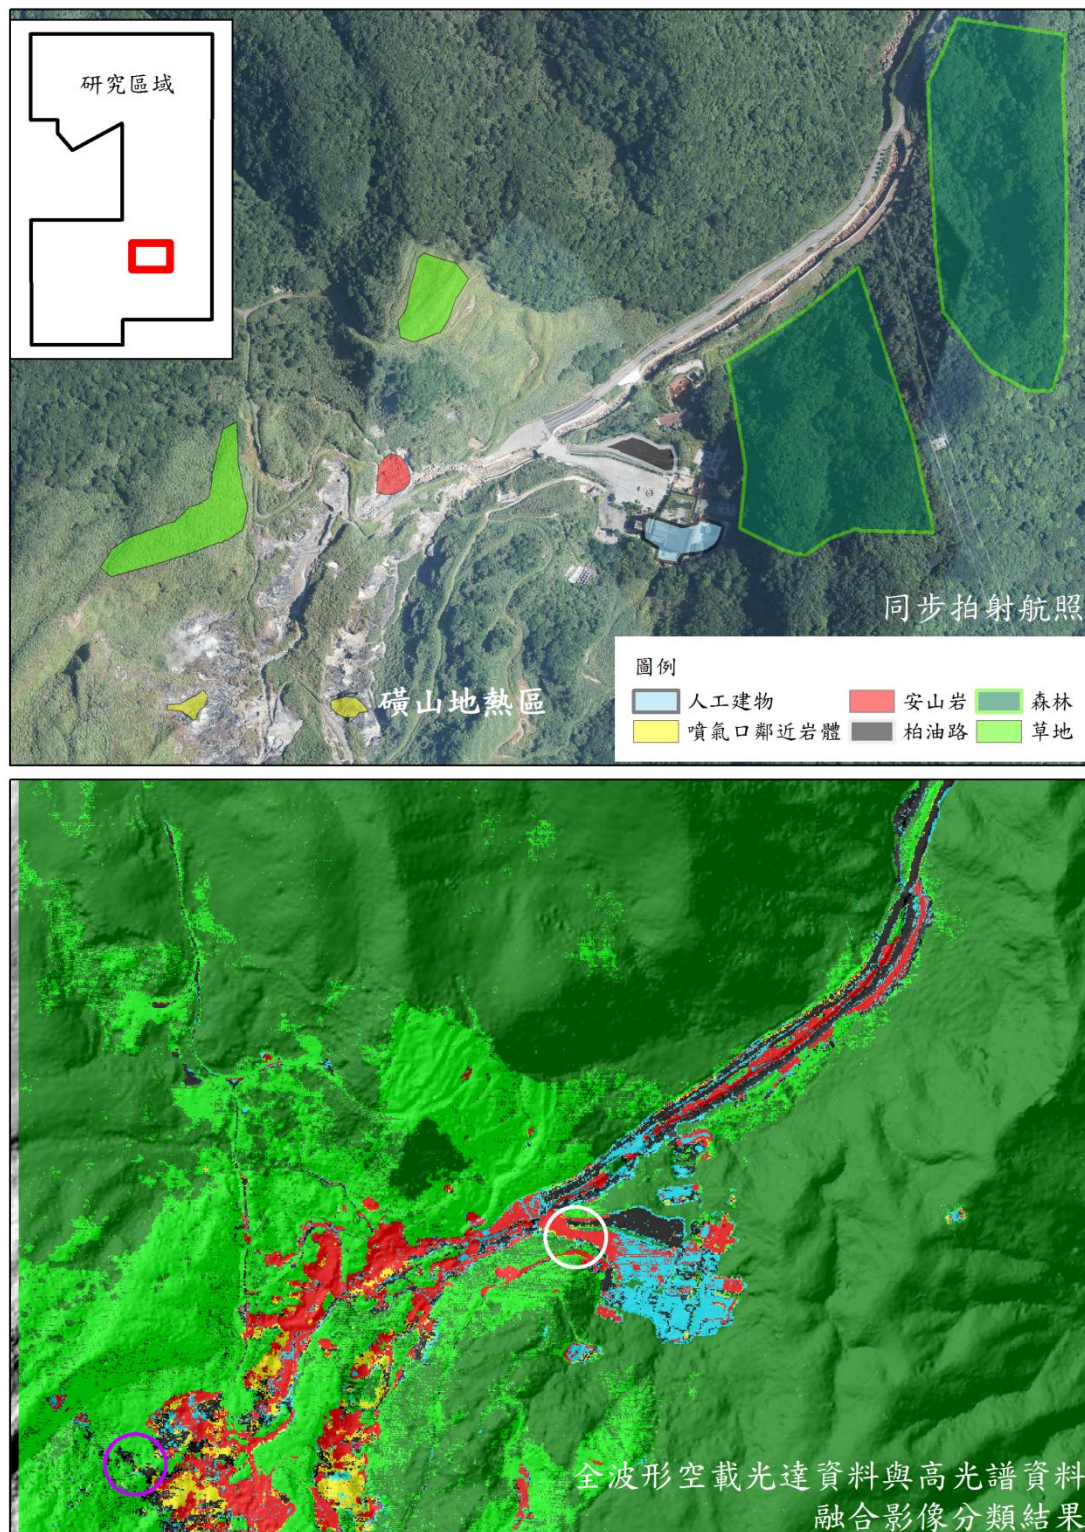 研究區域
磺山地熱區
同步拍射航照
圖例
人工建物
安山岩
森林
噴氣口鄰近岩體
柏油路
草地
全波形空載光達資料與高光譜資料
融合影像分類結果